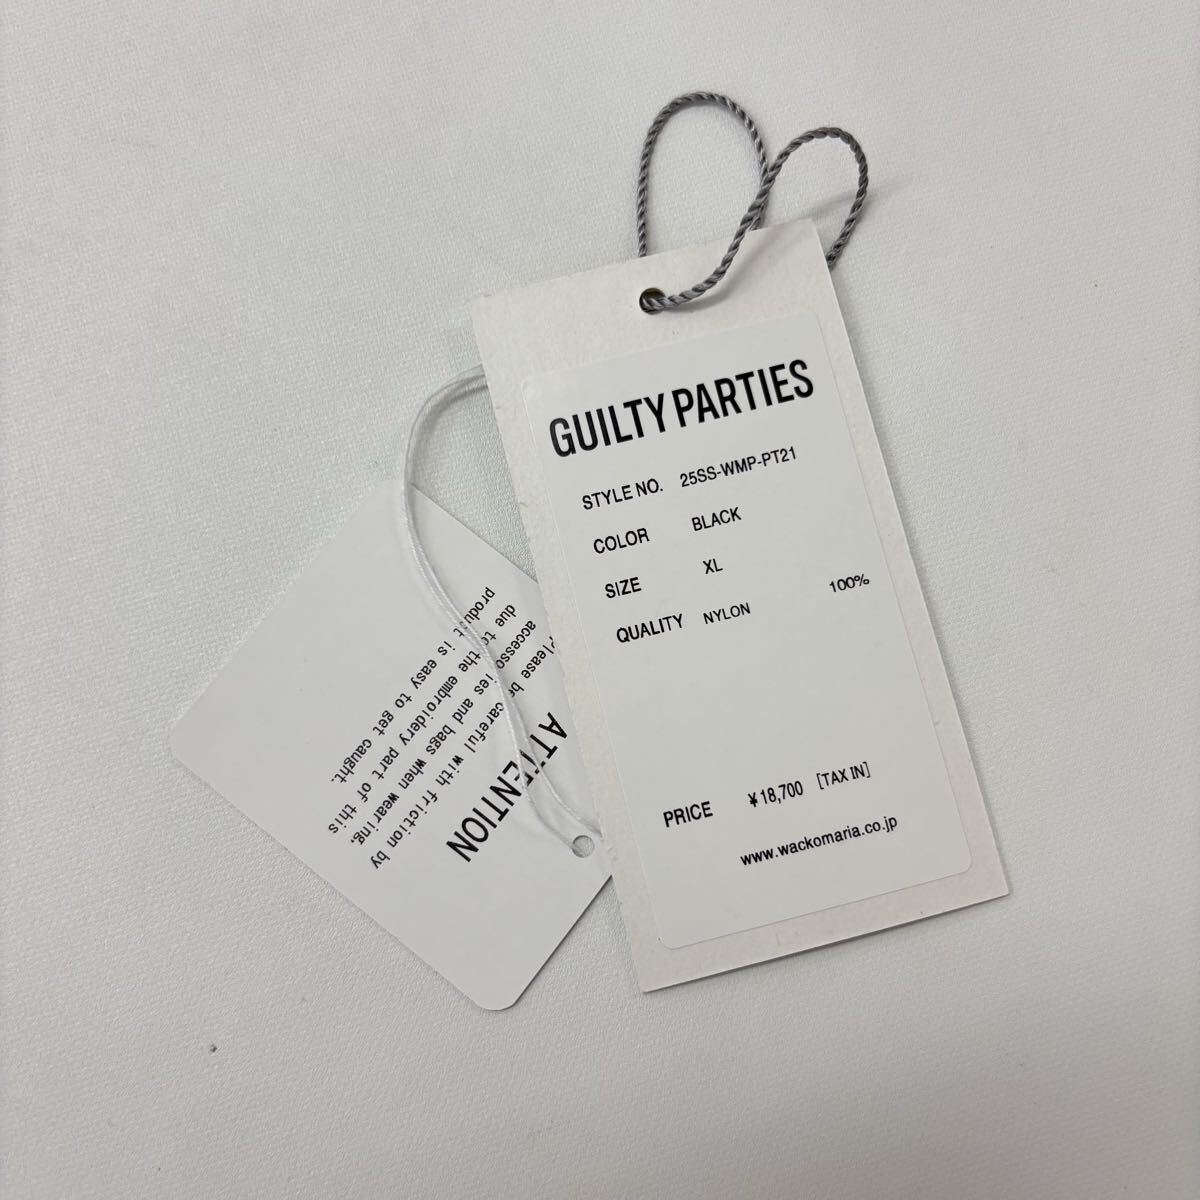 GUILTY PARTIES
STYLE NO. 25SS-WMP-PT21
COLOR BLACK
SIZE XL
QUALITY NYLON 100%
PRICE ¥18,700 [TAX IN]
www.wackomaria.co.jp
ATTENTION
Please be careful with friction by
accessories and bags when wearing,
due to the embroidery part of this
product is easy to get caught.